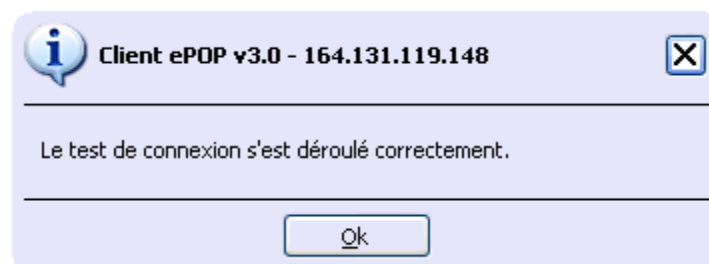 Client ePOP v3.0 - 164.131.119.148
Le test de connexion s'est déroulé correctement.
Ok